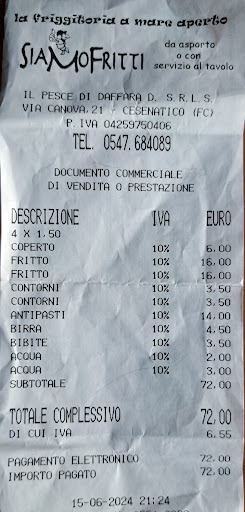 la friggitoria a mare aperto
SIAMOFRITTI
da asporto
o con
servizio al tavolo
IL PESCE DI DAFFARA D. S.R.L.S.
VIA CANOVA,21 - CESENATICO (FC)
P.IVA 04259750406
TEL. 0547.684089
DOCUMENTO COMMERCIALE
DI VENDITA O PRESTAZIONE
DESCRIZIONE IVA EURO
4 X 1,50
COPERTO 10% 6,00
FRITTO 10% 16,00
FRITTO 10% 16,00
CONTORNI 10% 3,50
CONTORNI 10% 3,50
ANTIPASTI 10% 14,00
BIRRA 10% 4,50
BIBITE 10% 3,50
ACQUA 10% 2,00
ACQUA 10% 3,00
SUBTOTALE 72,00
TOTALE COMPLESSIVO 72,00
DI CUI IVA 6,55
PAGAMENTO ELETTRONICO 72,00
IMPORTO PAGATO 72,00
15-06-2024 21:24